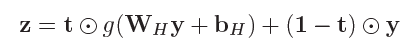 z = t ⊙ g(W_H y + b_H) + (1 − t) ⊙ y